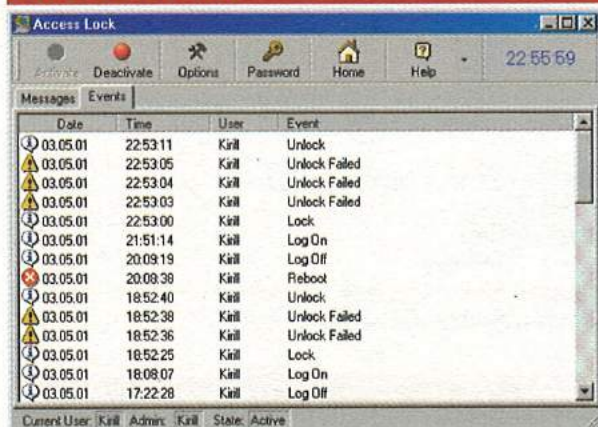 Access Lock
Activate Deactivate Options Password Home Help 22:55:59
Messages Events
Date Time User Event
03.05.01 22:53:11 Kirill Unlock
03.05.01 22:53:05 Kirill Unlock Failed
03.05.01 22:53:04 Kirill Unlock Failed
03.05.01 22:53:03 Kirill Unlock Failed
03.05.01 22:53:00 Kirill Lock
03.05.01 21:51:14 Kirill Log On
03.05.01 20:09:19 Kirill Log Off
03.05.01 20:08:38 Kirill Reboot
03.05.01 18:52:40 Kirill Unlock
03.05.01 18:52:38 Kirill Unlock Failed
03.05.01 18:52:36 Kirill Unlock Failed
03.05.01 18:52:25 Kirill Lock
03.05.01 18:08:07 Kirill Log On
03.05.01 17:22:28 Kirill Log Off
Current User: Kirill Admin: Kirill State: Active